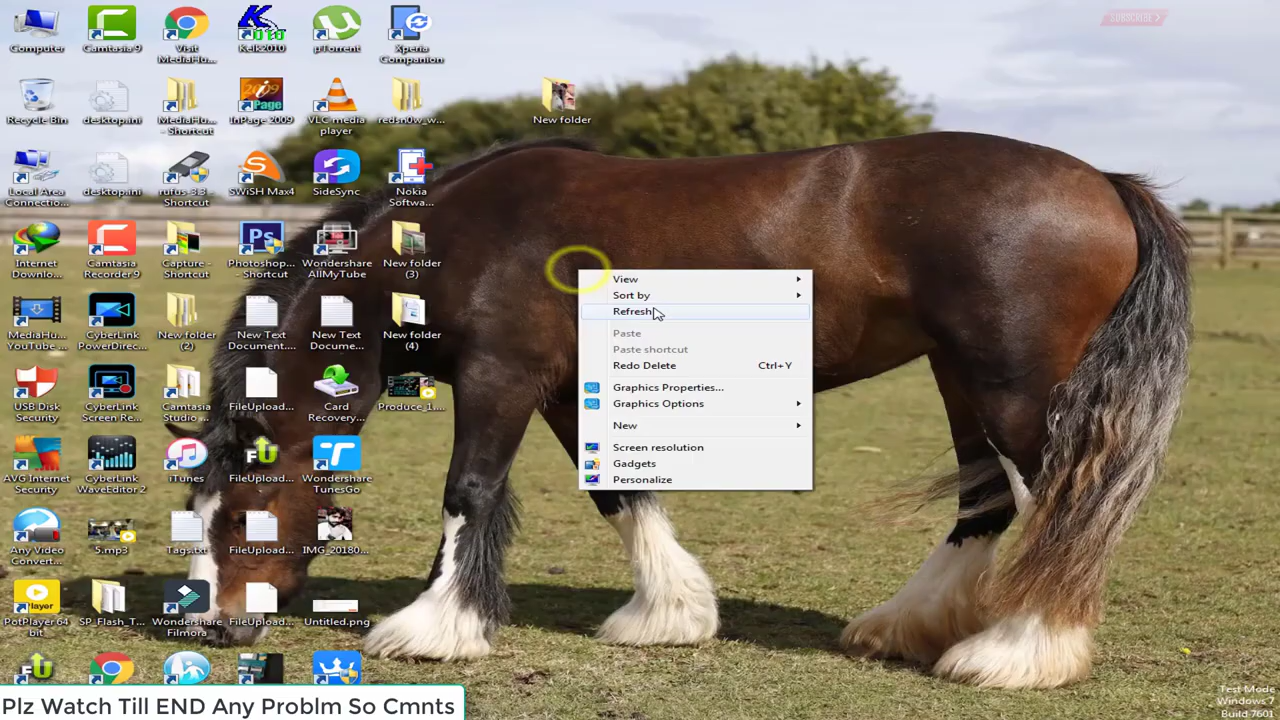 SUBSCRIBE
Computer
Camtasia 9
Visit
MediaHu...
Kelk2010
µTorrent
Xperia
Companion
Recycle Bin
desktop.ini
MediaHu...
- Shortcut
InPage 2009
VLC media
player
redsn0w_w...
New folder
Local Area
Connectio...
desktop.ini
rufus-3.3 -
Shortcut
SWiSH Max4
SideSync
Nokia
Softwa...
Internet
Downlo...
Camtasia
Recorder 9
Capture -
Shortcut
Photoshop...
- Shortcut
Wondershare
AllMyTube
New folder
(3)
MediaHu...
YouTube ...
CyberLink
PowerDirec...
New folder
(2)
New Text
Document....
New Text
Docume...
New folder
(4)
USB Disk
Security
CyberLink
Screen Re...
Camtasia
Studio ...
FileUpload...
Card
Recovery...
Produce_1....
AVG Internet
Security
CyberLink
WaveEditor 2
iTunes
FileUpload...
Wondershare
TunesGo
Any Video
Convert...
5.mp3
Tags.txt
FileUpload...
IMG_20180...
Player
PotPlayer 64
bit
SP_Flash_T...
Wondershare
Filmora
FileUpload...
Untitled.png
View
Sort by
Refresh
Paste
Paste shortcut
Redo Delete Ctrl+Y
Graphics Properties...
Graphics Options
New
Screen resolution
Gadgets
Personalize
Plz Watch Till END Any Problm So Cmnts
Test Mode
Windows 7
Build 7601